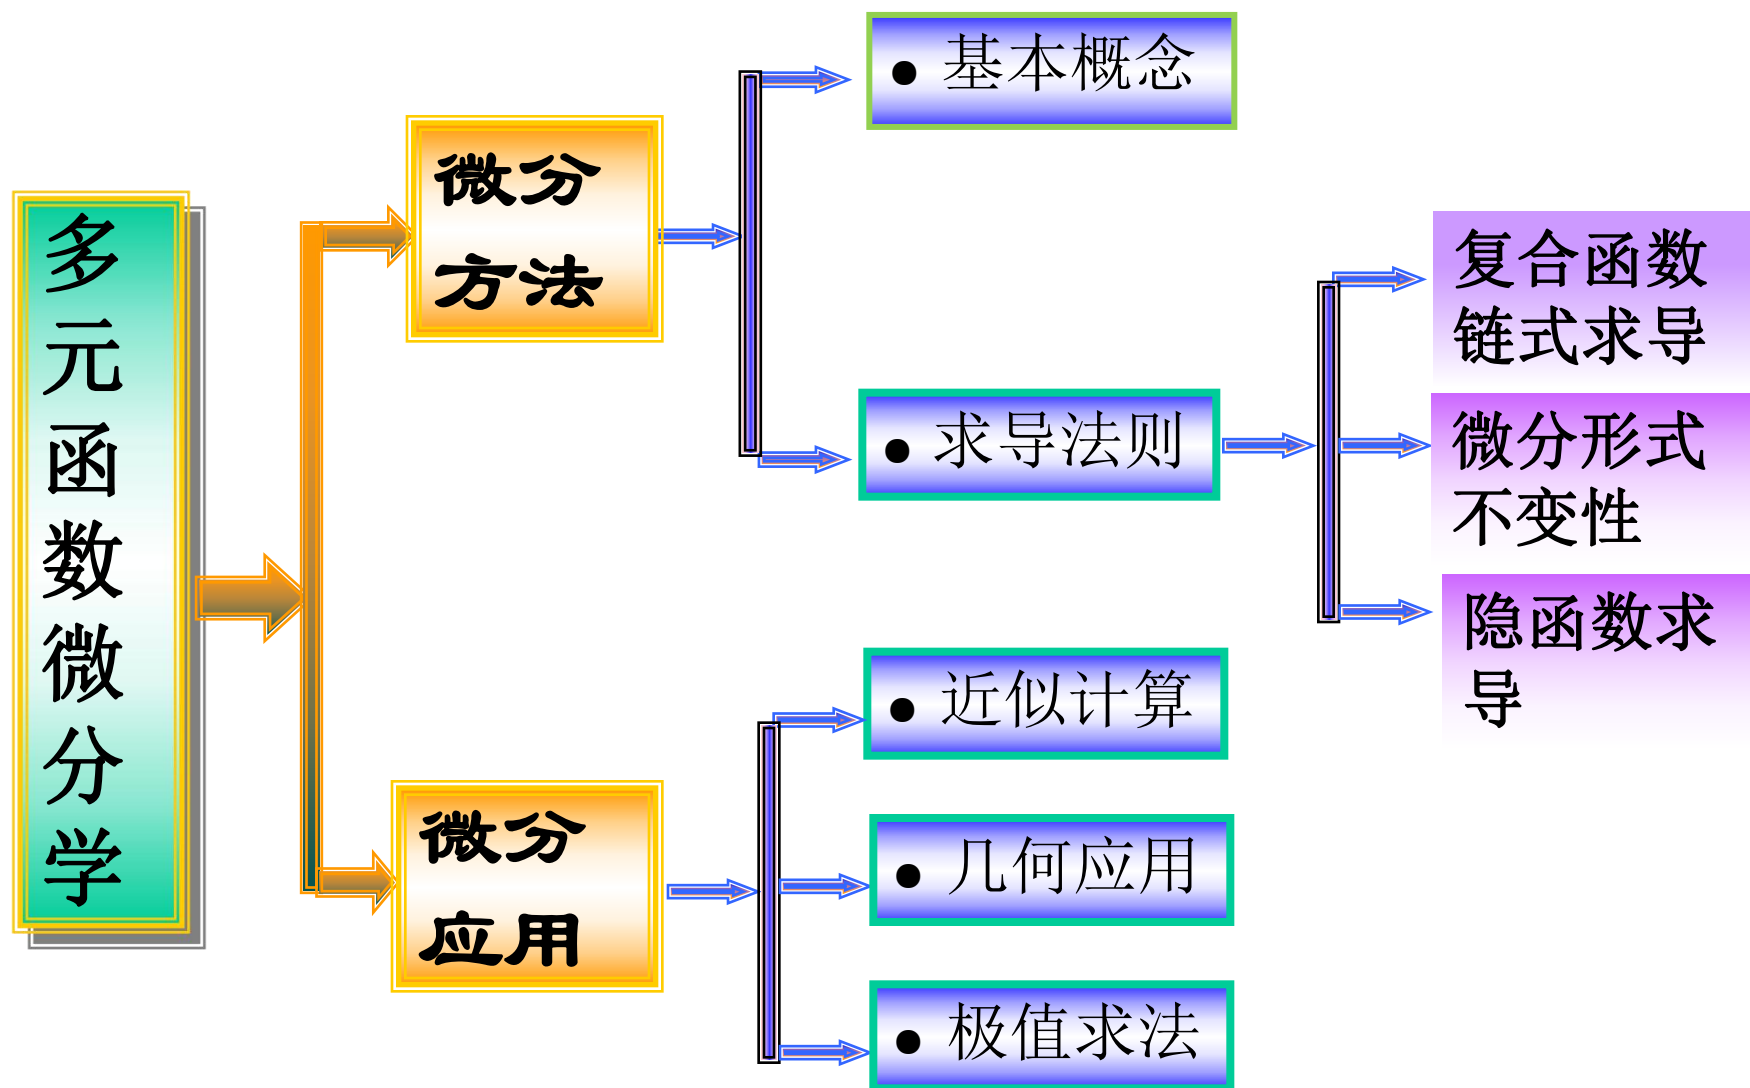 多元函数微分学
微分
方法
• 基本概念
• 求导法则
复合函数
链式求导
微分形式
不变性
隐函数求
导
微分
应用
• 近似计算
• 几何应用
• 极值求法